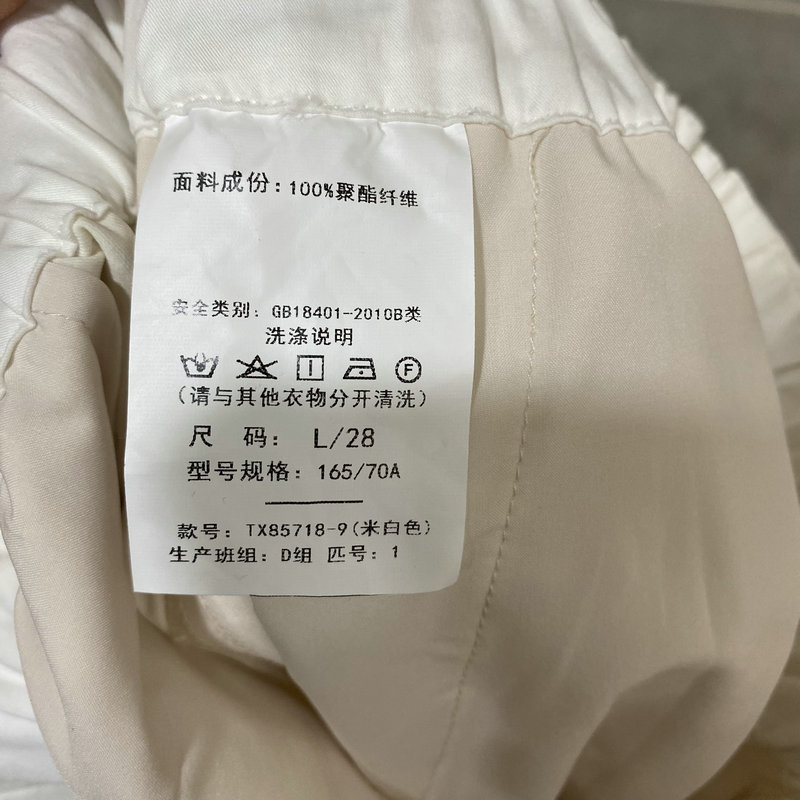 面料成份：100%聚酯纤维
安全类别：GB18401-2010B类
洗涤说明
F
（请与其他衣物分开清洗）
尺 码： L/28
型号规格：165/70A
款号：TX85718-9(米白色)
生产班组：D组 匹号：1